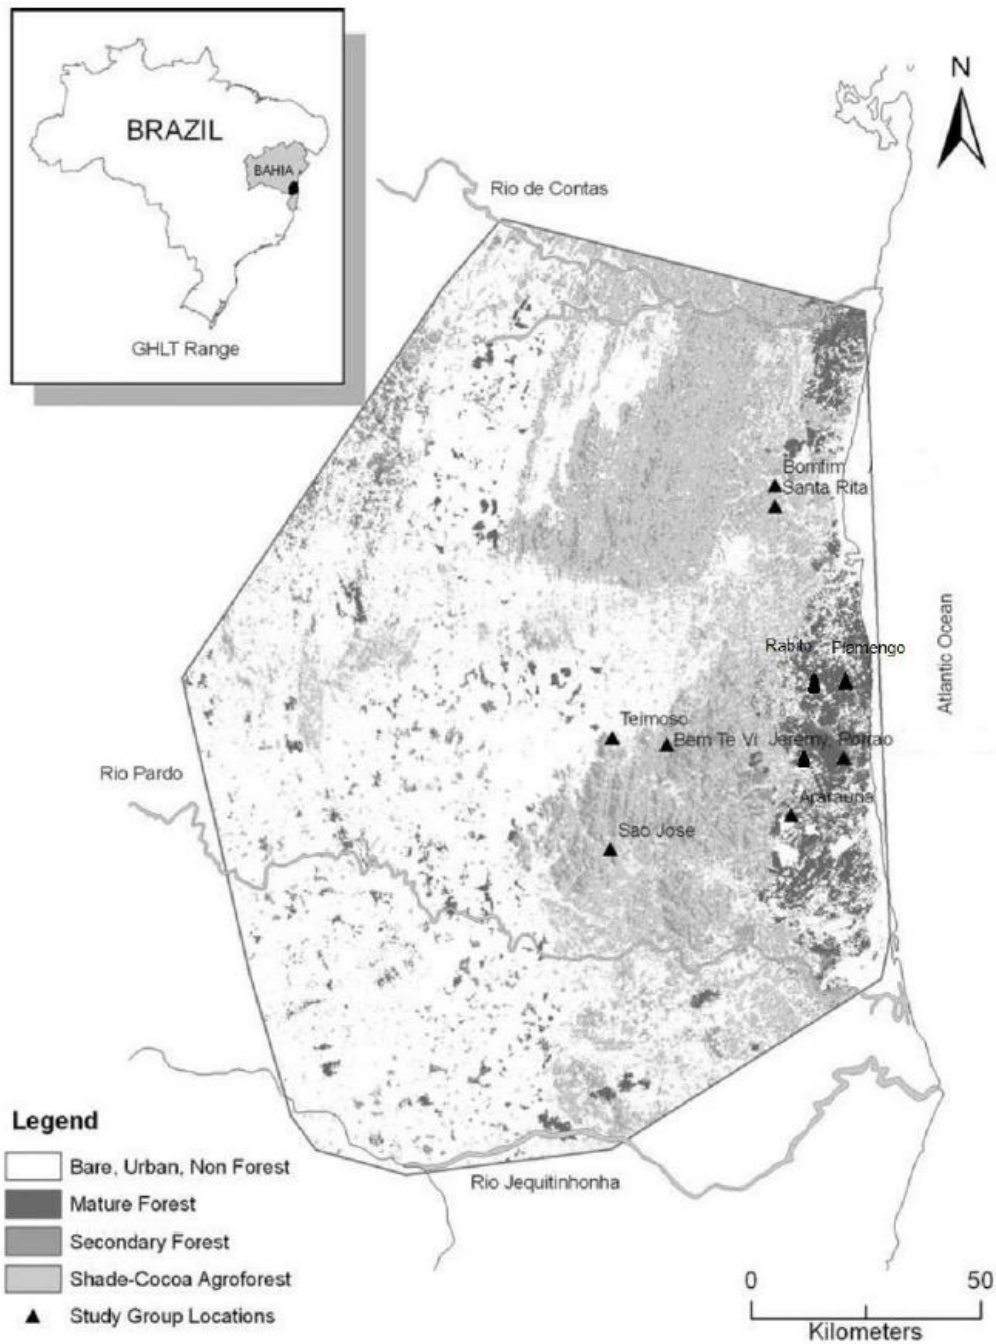 BRAZIL
BAHIA
GHLT Range
N
Rio de Contas
Bomfim
Santa Rita
Atlantic Ocean
Rabito Flamengo
Teimoso
Bem Te Vi Jeremy, Portao
Rio Pardo
Ararauna
Sao Jose
Legend
Bare, Urban, Non Forest
Mature Forest
Secondary Forest
Shade-Cocoa Agroforest
Study Group Locations
Rio Jequitinhonha
0 50
Kilometers